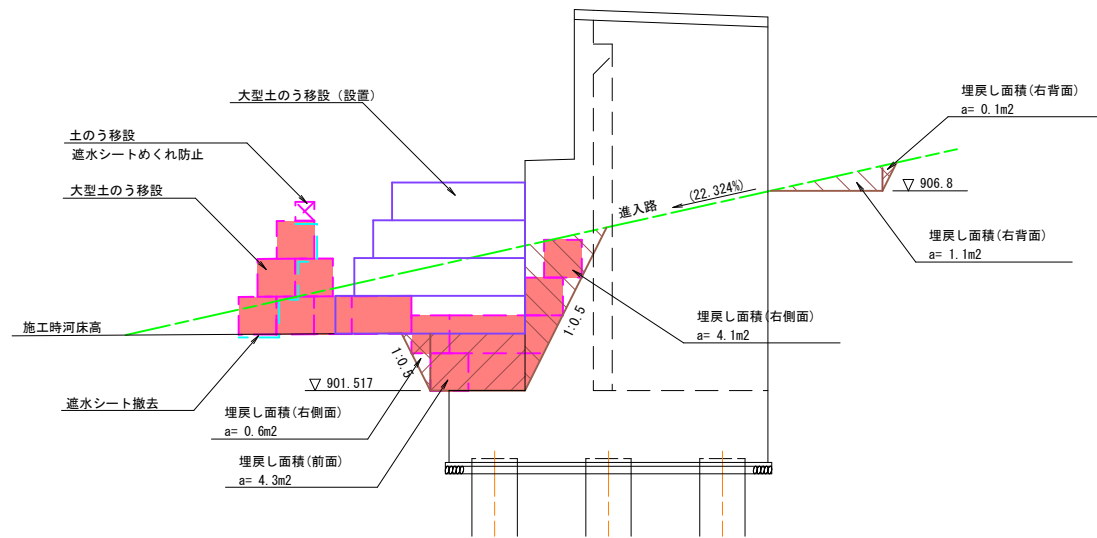 埋戻し面積(右背面)
a= 0.1m2
大型土のう移設（設置）
土のう移設
遮水シートめくれ防止
大型土のう移設
(22.324%)
進入路
▽ 906.8
埋戻し面積(右背面)
a= 1.1m2
施工時河床高
埋戻し面積(右側面)
a= 4.1m2
1:0.5
1:0.5
▽ 901.517
遮水シート撤去
埋戻し面積(右側面)
a= 0.6m2
埋戻し面積(前面)
a= 4.3m2